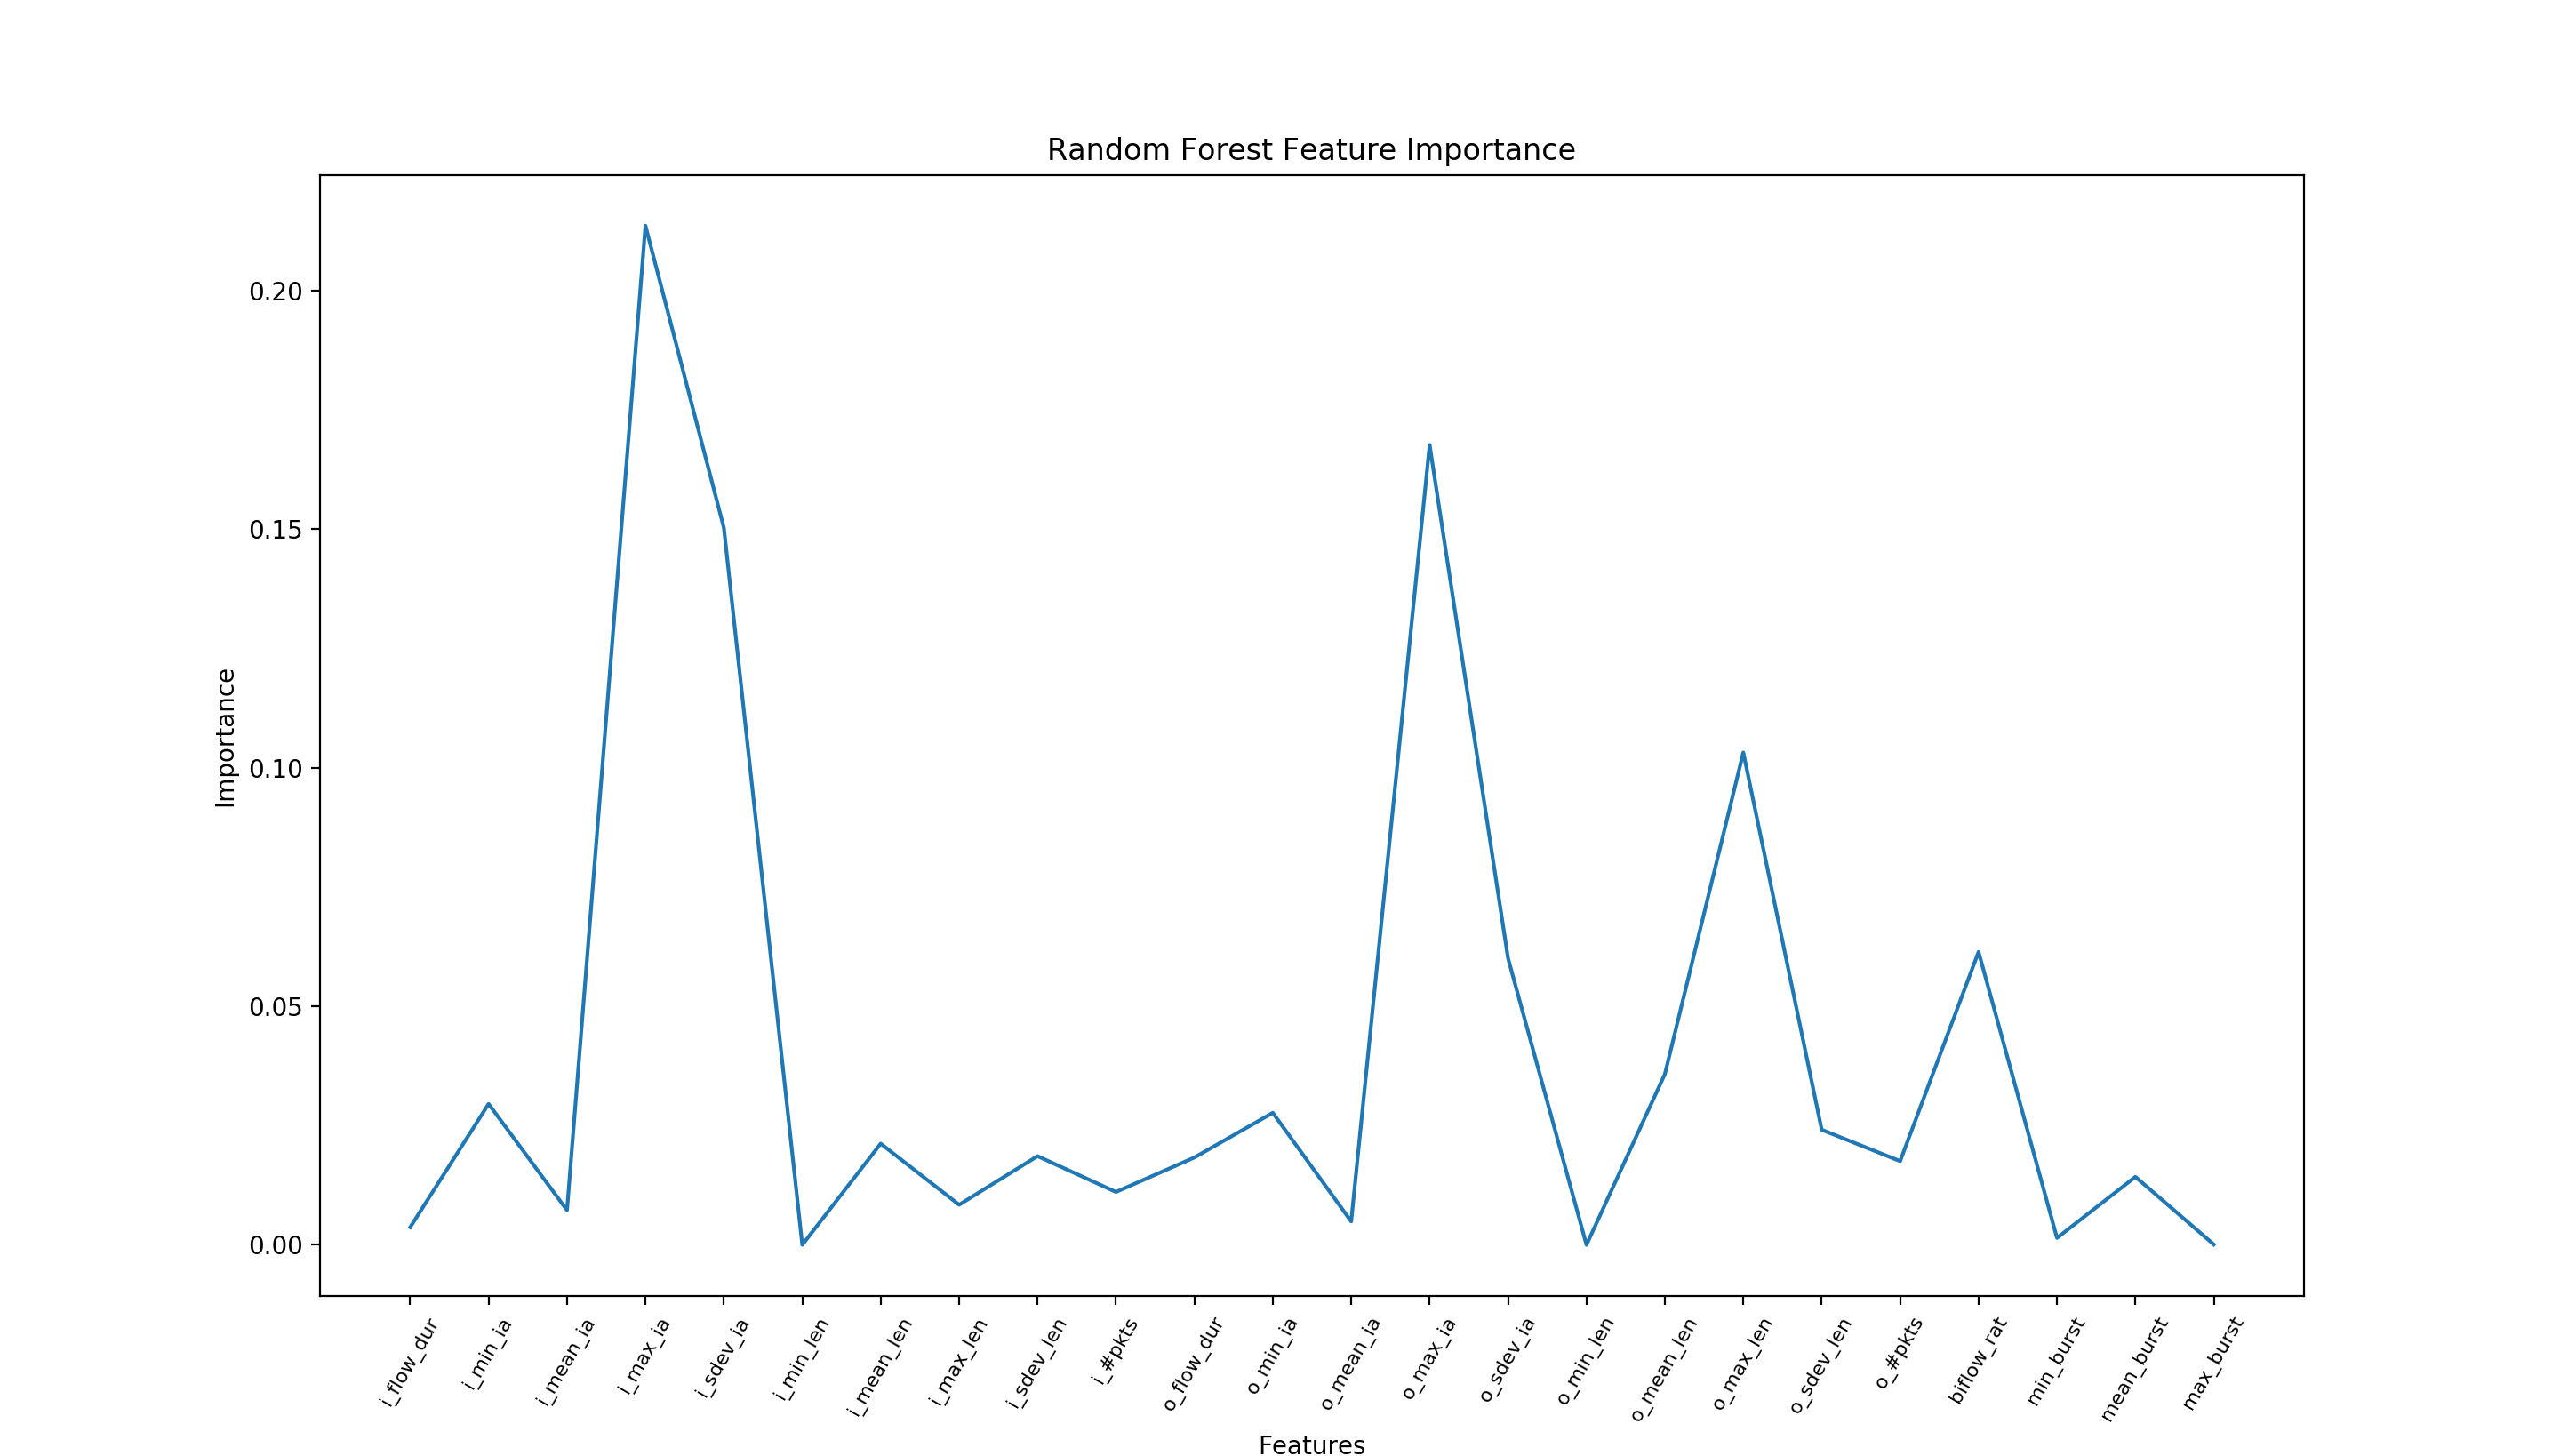 Random Forest Feature Importance
0.20
0.15
0.10
0.05
0.00
Importance
i_flow_dur
i_min_ia
i_mean_ia
i_max_ia
i_sdev_ia
i_min_len
i_mean_len
i_max_len
i_sdev_len
i_#pkts
o_flow_dur
o_min_ia
o_mean_ia
o_max_ia
o_sdev_ia
o_min_len
o_mean_len
o_max_len
o_sdev_len
o_#pkts
biflow_rat
min_burst
mean_burst
max_burst
Features